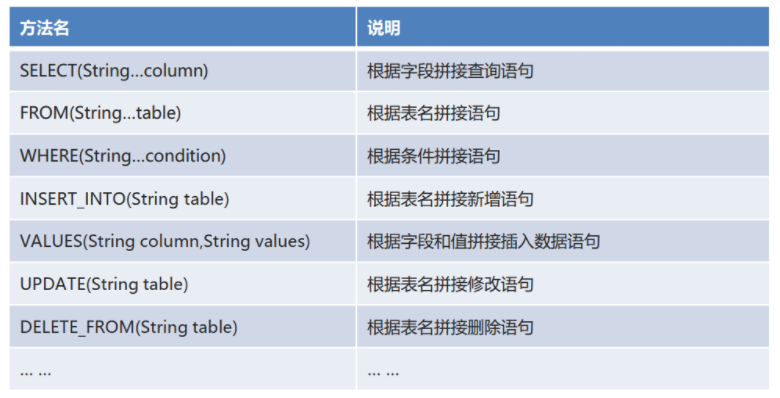 方法名 说明
SELECT(String...column) 根据字段拼接查询语句
FROM(String...table) 根据表名拼接语句
WHERE(String...condition) 根据条件拼接语句
INSERT_INTO(String table) 根据表名拼接新增语句
VALUES(String column,String values) 根据字段和值拼接插入数据语句
UPDATE(String table) 根据表名拼接修改语句
DELETE_FROM(String table) 根据表名拼接删除语句
... ... ... ...